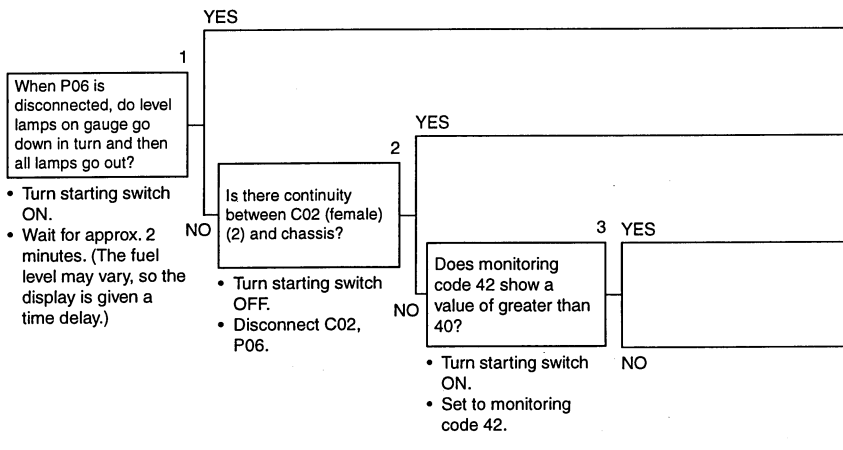 YES
1
When P06 is
disconnected, do level
lamps on gauge go
down in turn and then
all lamps go out?
• Turn starting switch
ON.
• Wait for approx. 2
minutes. (The fuel
level may vary, so the
display is given a
time delay.)
NO
YES
2
Is there continuity
between C02 (female)
(2) and chassis?
• Turn starting switch
OFF.
• Disconnect C02,
P06.
NO
3 YES
Does monitoring
code 42 show a
value of greater than
40?
• Turn starting switch
ON.
• Set to monitoring
code 42.
NO